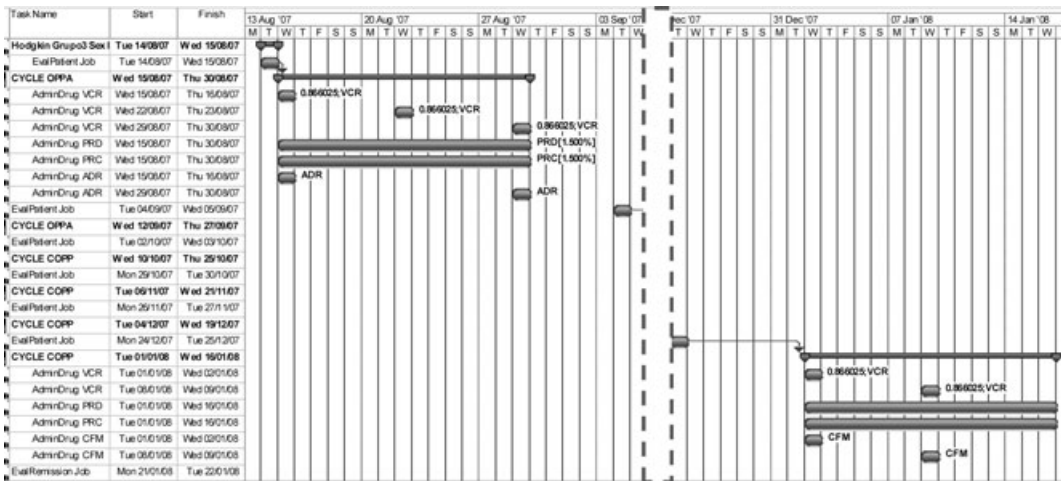 Task Name Start Finish 13 Aug '07 20 Aug '07 27 Aug '07 03 Sep '07 31 Dec '07 07 Jan '08 14 Jan '08
M T W T F S S M T W T F S S M T W T F S S M T W T W T F S S M T W T F S S M T W T F S S M T W T
Hodgkin Grupo3 Sex Tue 14/08/07 Wed 15/08/07
EvalPatient Job Tue 14/08/07 Wed 15/08/07
CYCLE OPPA Wed 15/08/07 Thu 30/08/07
AdminDrug VCR Wed 15/08/07 Thu 16/08/07 0.866025;VCR
AdminDrug VCR Wed 22/08/07 Thu 23/08/07 0.866025;VCR
AdminDrug VCR Wed 29/08/07 Thu 30/08/07 0.866025;VCR
AdminDrug PRD Wed 15/08/07 Thu 30/08/07 PRD[1.500%]
AdminDrug PRC Wed 15/08/07 Thu 30/08/07 PRC[1.500%]
AdminDrug ADR Wed 15/08/07 Thu 16/08/07 ADR
AdminDrug ADR Wed 29/08/07 Thu 30/08/07 ADR
EvalPatient Job Tue 04/09/07 Wed 05/09/07
CYCLE OPPA Wed 12/09/07 Thu 27/09/07
EvalPatient Job Tue 02/10/07 Wed 03/10/07
CYCLE COPP Wed 10/10/07 Thu 25/10/07
EvalPatient Job Mon 29/10/07 Tue 30/10/07
CYCLE COPP Tue 06/11/07 Wed 21/11/07
EvalPatient Job Mon 26/11/07 Tue 27/11/07
CYCLE COPP Tue 04/12/07 Wed 19/12/07
EvalPatient Job Mon 24/12/07 Tue 25/12/07
CYCLE COPP Tue 01/01/08 Wed 16/01/08
AdminDrug VCR Tue 01/01/08 Wed 02/01/08 0.866025;VCR
AdminDrug VCR Tue 08/01/08 Wed 09/01/08 0.866025;VCR
AdminDrug PRD Tue 01/01/08 Wed 16/01/08
AdminDrug PRC Tue 01/01/08 Wed 16/01/08
AdminDrug CFM Tue 01/01/08 Wed 02/01/08 CFM
AdminDrug CFM Tue 08/01/08 Wed 09/01/08 CFM
EvalRemission Job Mon 21/01/08 Tue 22/01/08